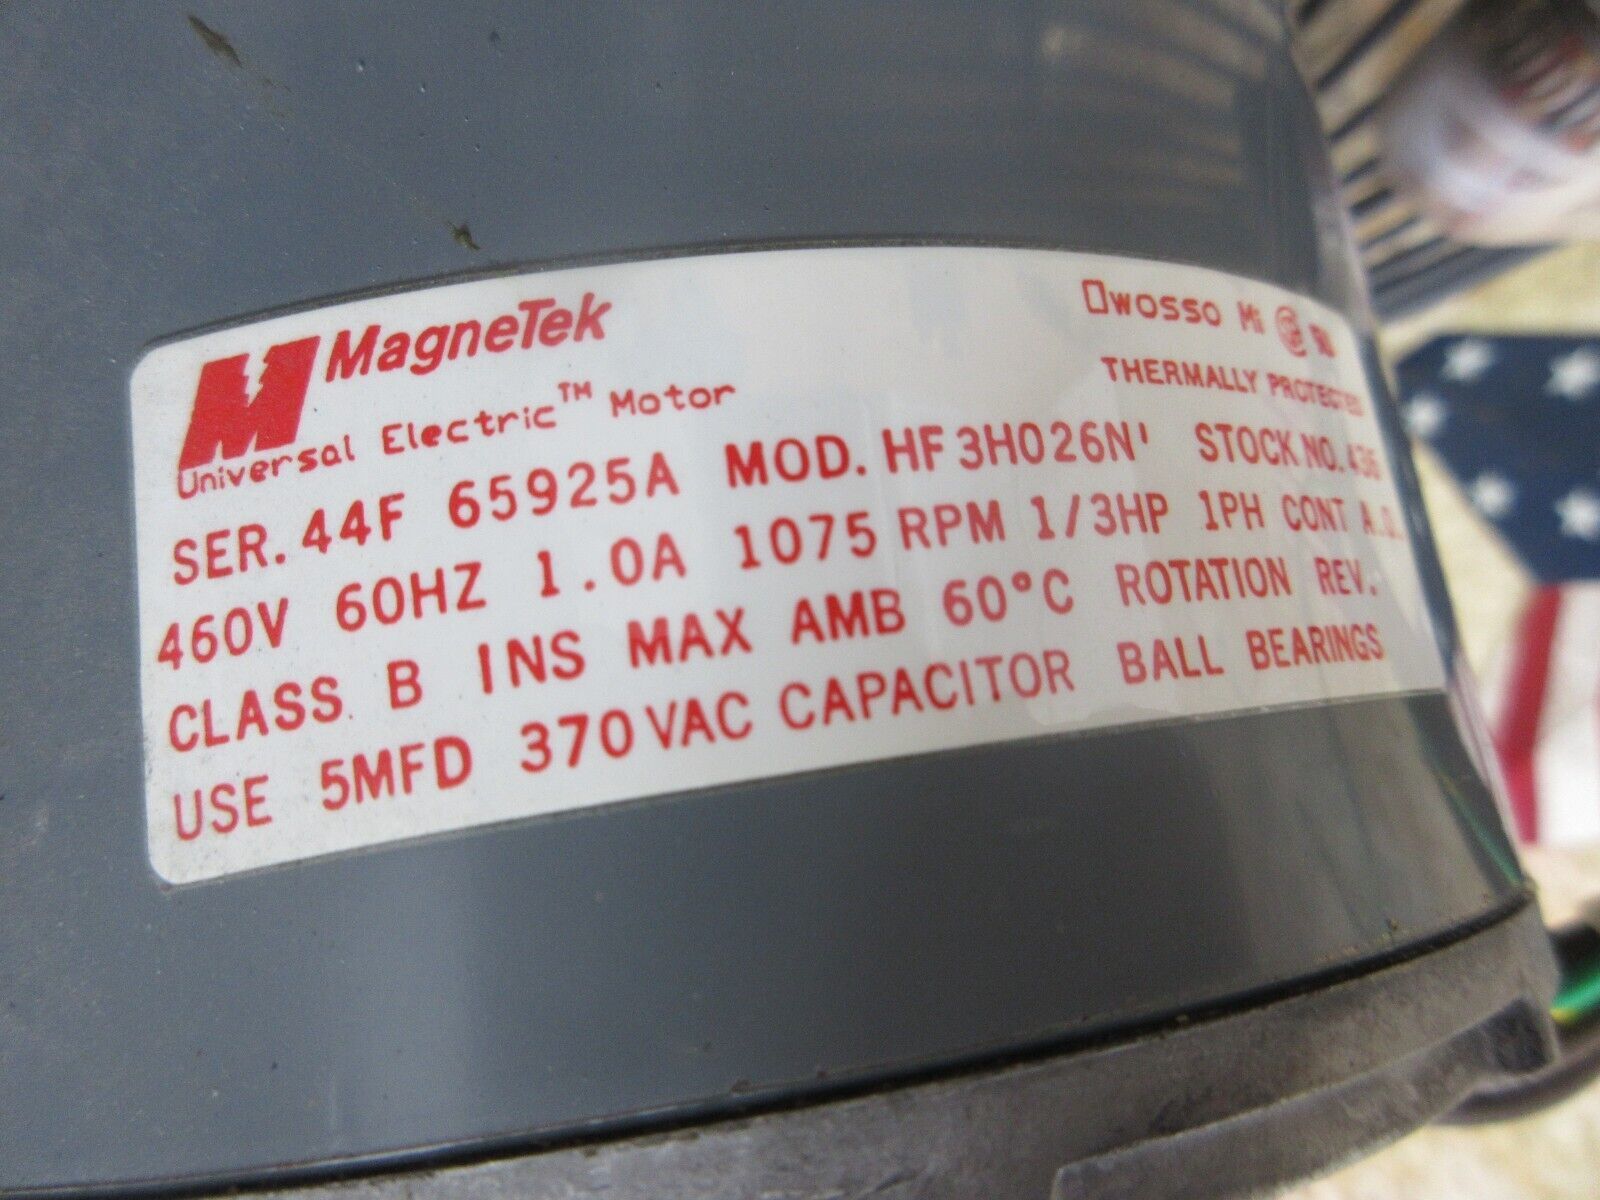 MagneTek
Owosso Mi
Universal Electric™ Motor
THERMALLY PROTECTED
SER. 44F 65925A MOD. HF3H026N' STOCK NO. 436
460V 60HZ 1.0A 1075 RPM 1/3HP 1PH CONT A.O.
CLASS B INS MAX AMB 60°C ROTATION REV.
USE 5MFD 370VAC CAPACITOR BALL BEARINGS